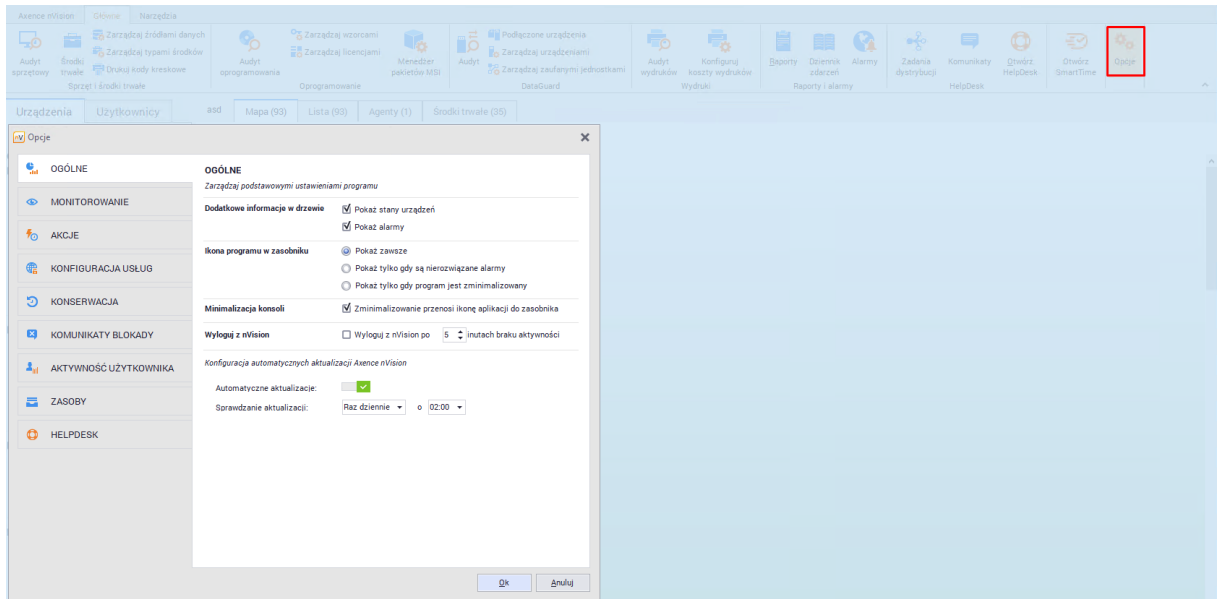 Axence nVision Główne Narzędzia
Audyt sprzętowy
Środki trwałe
Zarządzaj źródłami danych
Zarządzaj typami środków
Drukuj kody kreskowe
Sprzęt i środki trwałe
Audyt oprogramowania
Zarządzaj wzorcami
Zarządzaj licencjami
Menedżer pakietów MSI
Oprogramowanie
Audyt
Podłączone urządzenia
Zarządzaj urządzeniami
Zarządzaj zaufanymi jednostkami
DataGuard
Audyt wydruków
Konfiguruj koszty wydruków
Wydruki
Raporty
Dziennik zdarzeń
Alarmy
Raporty i alarmy
Zadania dystrybucji
Komunikaty
Otwórz HelpDesk
HelpDesk
Otwórz SmartTime
Opcje
Urządzenia Użytkownicy asd Mapa (93) Lista (93) Agenty (1) Środki trwałe (35)
nV Opcje
OGÓLNE
MONITOROWANIE
AKCJE
KONFIGURACJA USŁUG
KONSERWACJA
KOMUNIKATY BLOKADY
AKTYWNOŚĆ UŻYTKOWNIKA
ZASOBY
HELPDESK
OGÓLNE
Zarządzaj podstawowymi ustawieniami programu
Dodatkowe informacje w drzewie Pokaż stany urządzeń
Pokaż alarmy
Ikona programu w zasobniku Pokaż zawsze
Pokaż tylko gdy są nierozwiązane alarmy
Pokaż tylko gdy program jest zminimalizowany
Minimalizacja konsoli Zminimalizowanie przenosi ikonę aplikacji do zasobnika
Wyloguj z nVision Wyloguj z nVision po 5 inutach braku aktywności
Konfiguracja automatycznych aktualizacji Axence nVision
Automatyczne aktualizacje:
Sprawdzanie aktualizacji: Raz dziennie o 02:00
Ok Anuluj